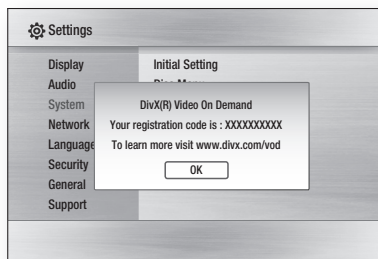 Settings
Display
Initial Setting
Audio
System
Network
Language
Security
General
Support
DivX(R) Video On Demand
Your registration code is : XXXXXXXXXX
To learn more visit www.divx.com/vod
OK